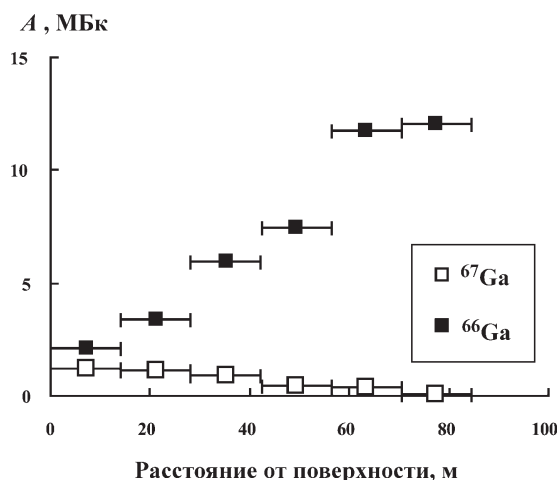 A , МБк
15
10
5
0
⁶⁷Ga
⁶⁶Ga
0 20 40 60 80 100
Расстояние от поверхности, м